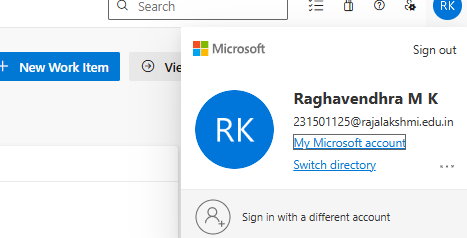 Search
RK
Microsoft
Sign out
New Work Item
Vie
RK
Raghavendhra M K
231501125@rajalakshmi.edu.in
My Microsoft account
Switch directory
Sign in with a different account